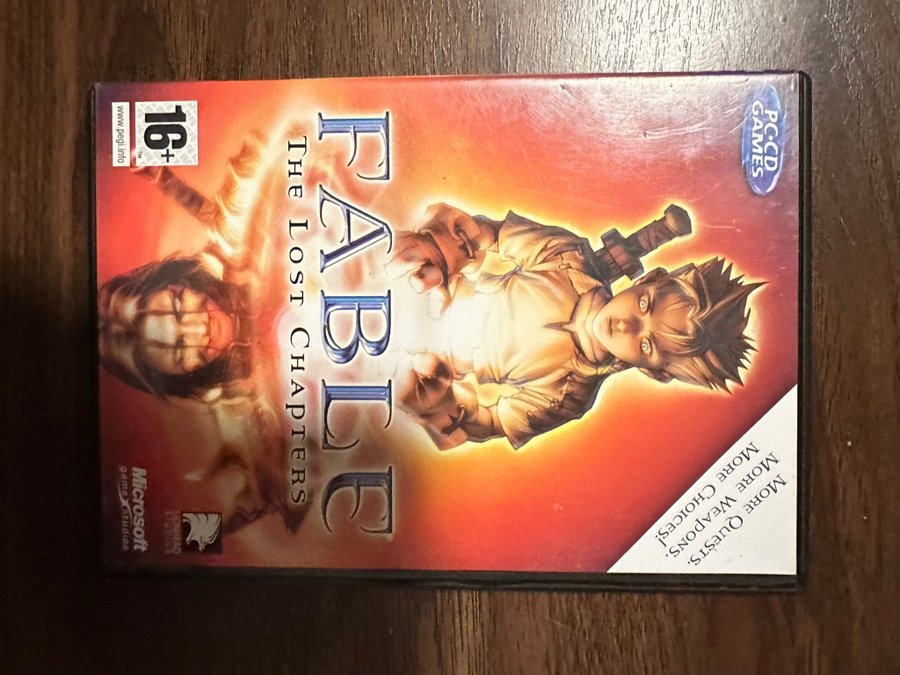 PC·CD
GAMES
MORE QUESTS.
MORE WEAPONS.
MORE CHOICES!
FABLE
THE LOST CHAPTERS
16+
www.pegi.info
TM
Microsoft
game studios